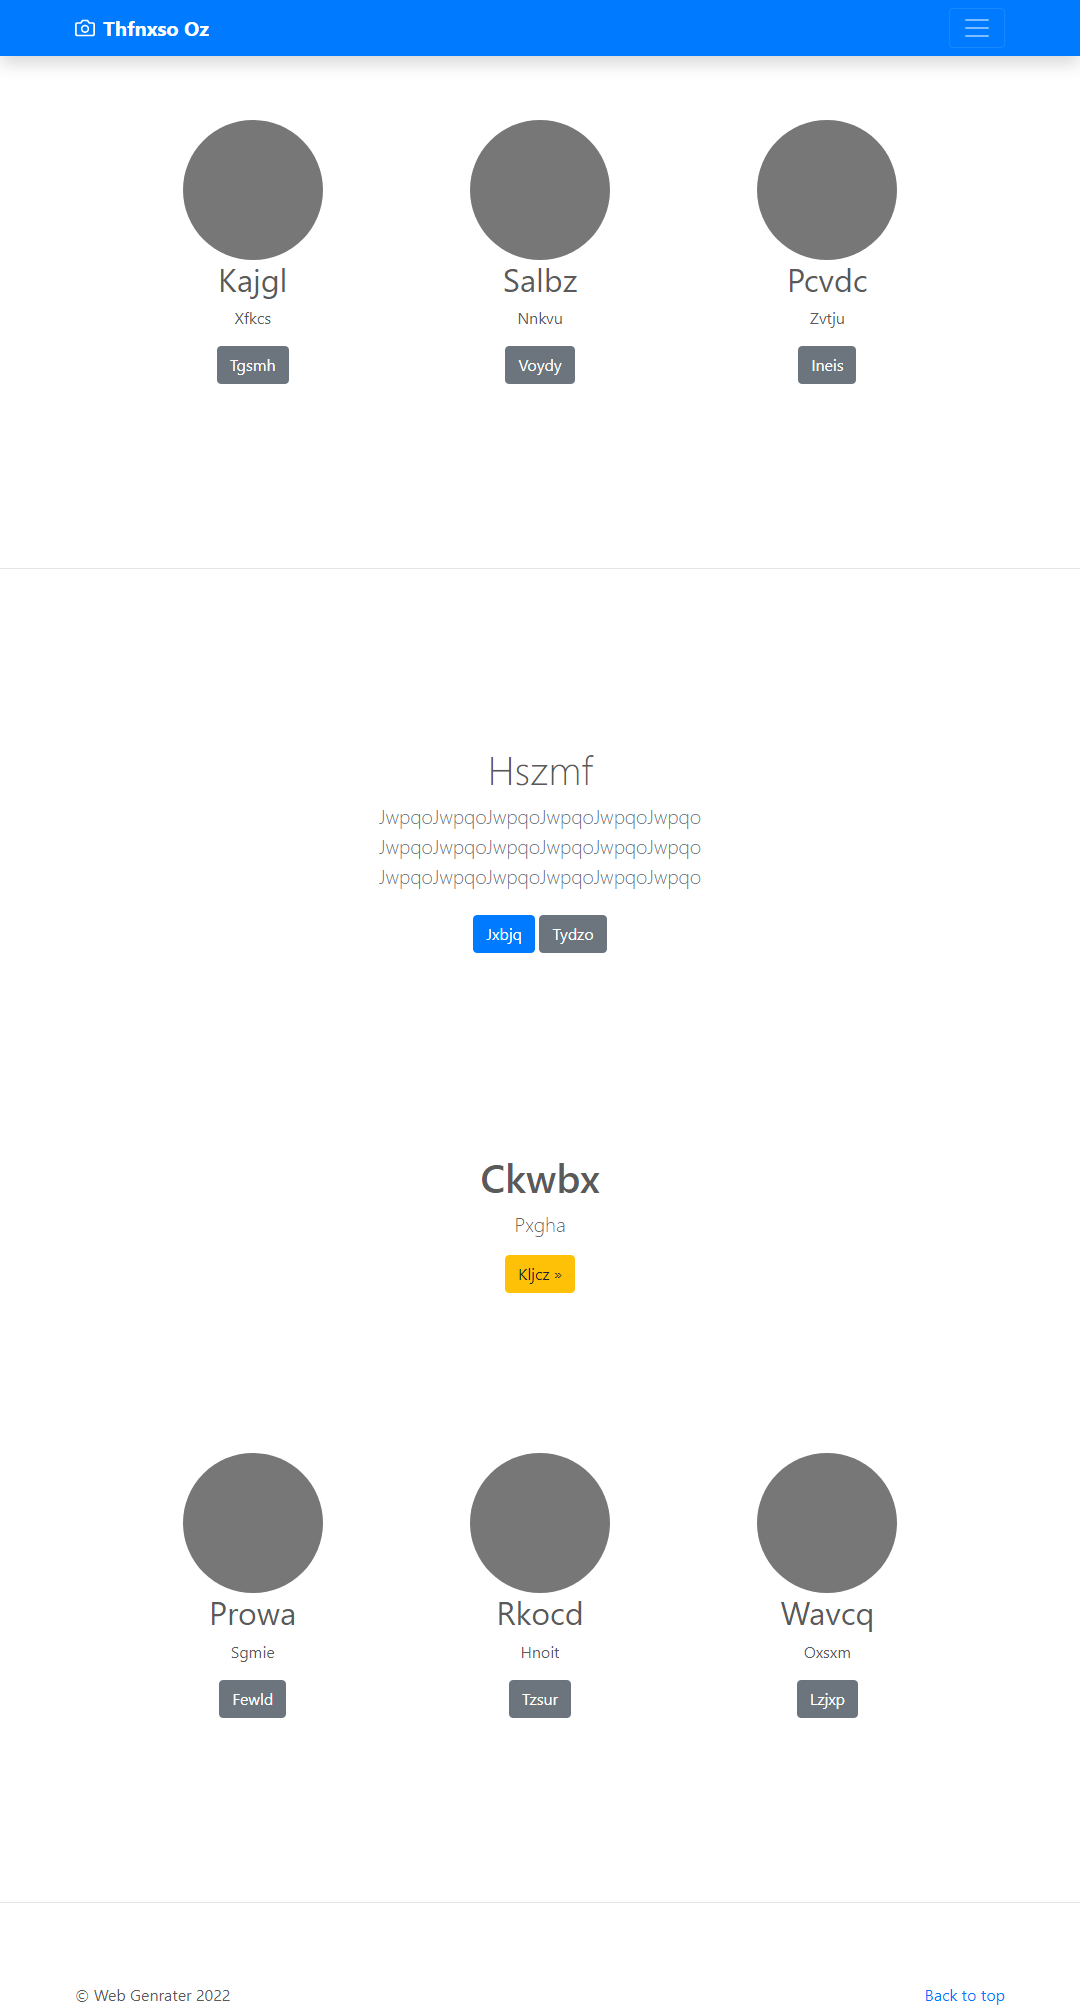 Thfnxso Oz
Kajgl
Salbz
Pcvdc
Xfkcs
Nnkvu
Zvtju
Tgsmh
Voydy
Ineis
Hszmf
JwpqoJwpqoJwpqoJwpqoJwpqoJwpqo
JwpqoJwpqoJwpqoJwpqoJwpqoJwpqo
JwpqoJwpqoJwpqoJwpqoJwpqoJwpqo
Jxbjq
Tydzo
Ckwbx
Pxgha
Kljcz »
Prowa
Rkocd
Wavcq
Sgmie
Hnoit
Oxsxm
Fewld
Tzsur
Lzjxp
© Web Genrater 2022
Back to top